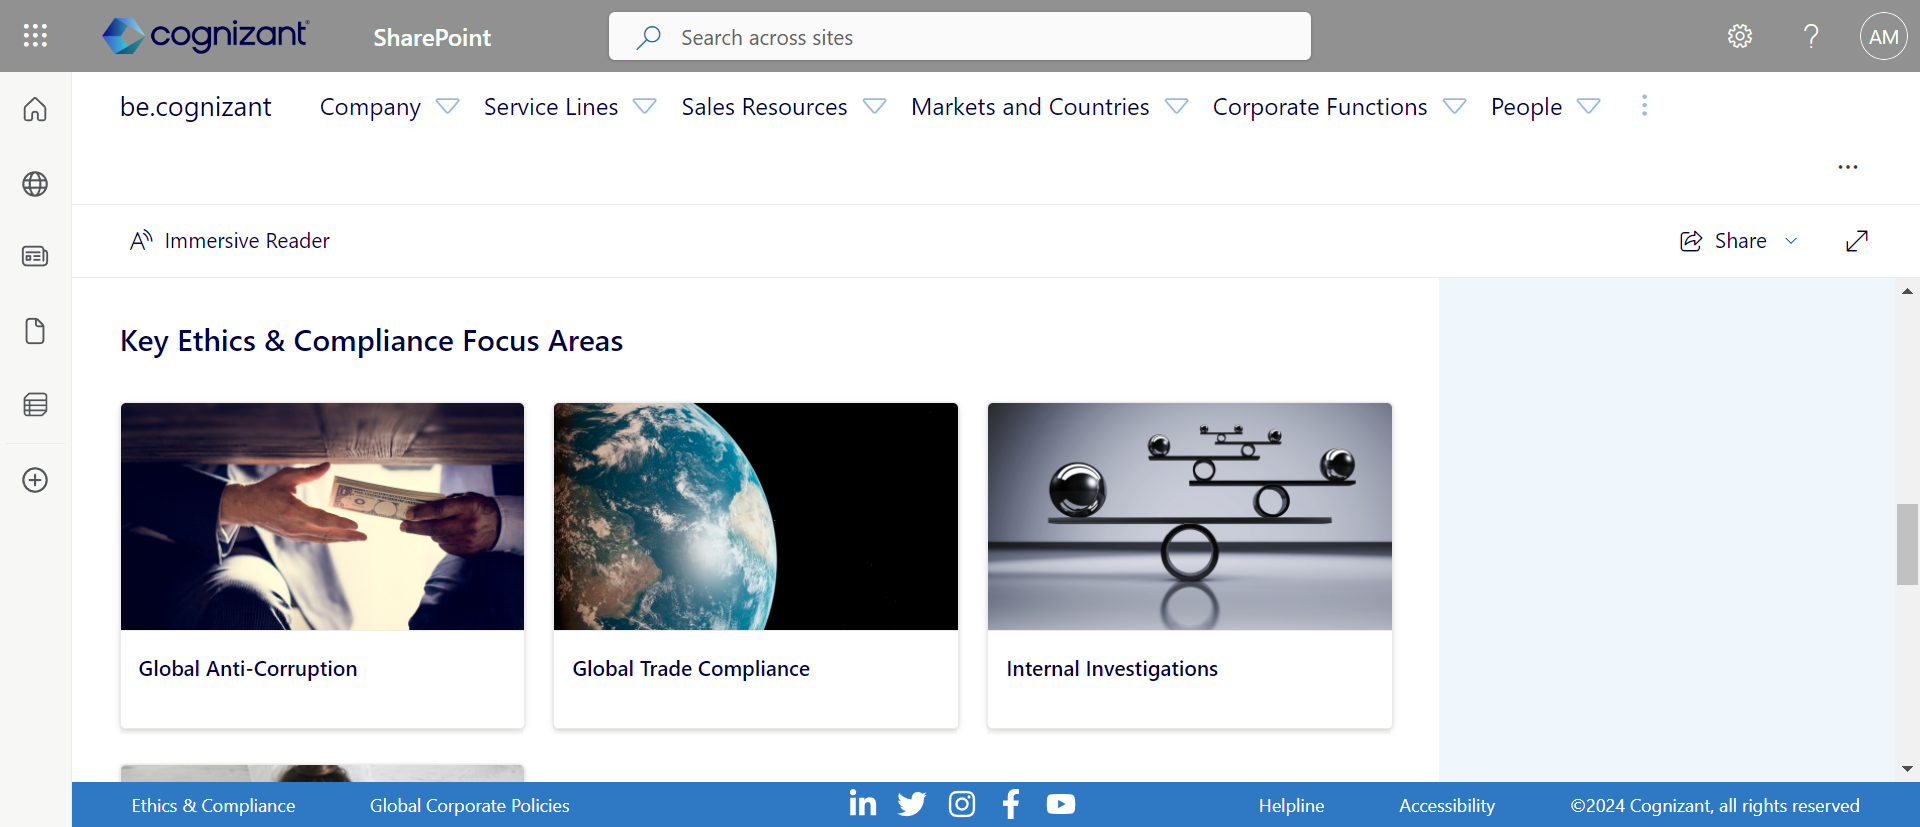 cognizant
SharePoint
Search across sites
AM
be.cognizant
Company
Service Lines
Sales Resources
Markets and Countries
Corporate Functions
People
Immersive Reader
Share
Key Ethics & Compliance Focus Areas
Global Anti-Corruption
Global Trade Compliance
Internal Investigations
Ethics & Compliance
Global Corporate Policies
Helpline
Accessibility
©2024 Cognizant, all rights reserved